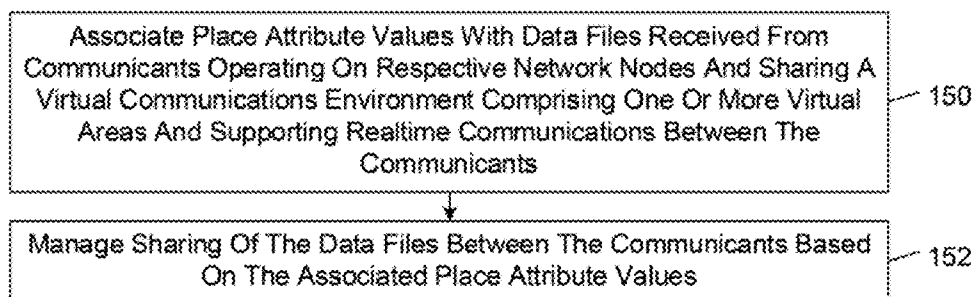 Associate Place Attribute Values With Data Files Received From
Communicants Operating On Respective Network Nodes And Sharing A
Virtual Communications Environment Comprising One Or More Virtual
Areas And Supporting Realtime Communications Between The
Communicants
150
Manage Sharing Of The Data Files Between The Communicants Based
On The Associated Place Attribute Values
152